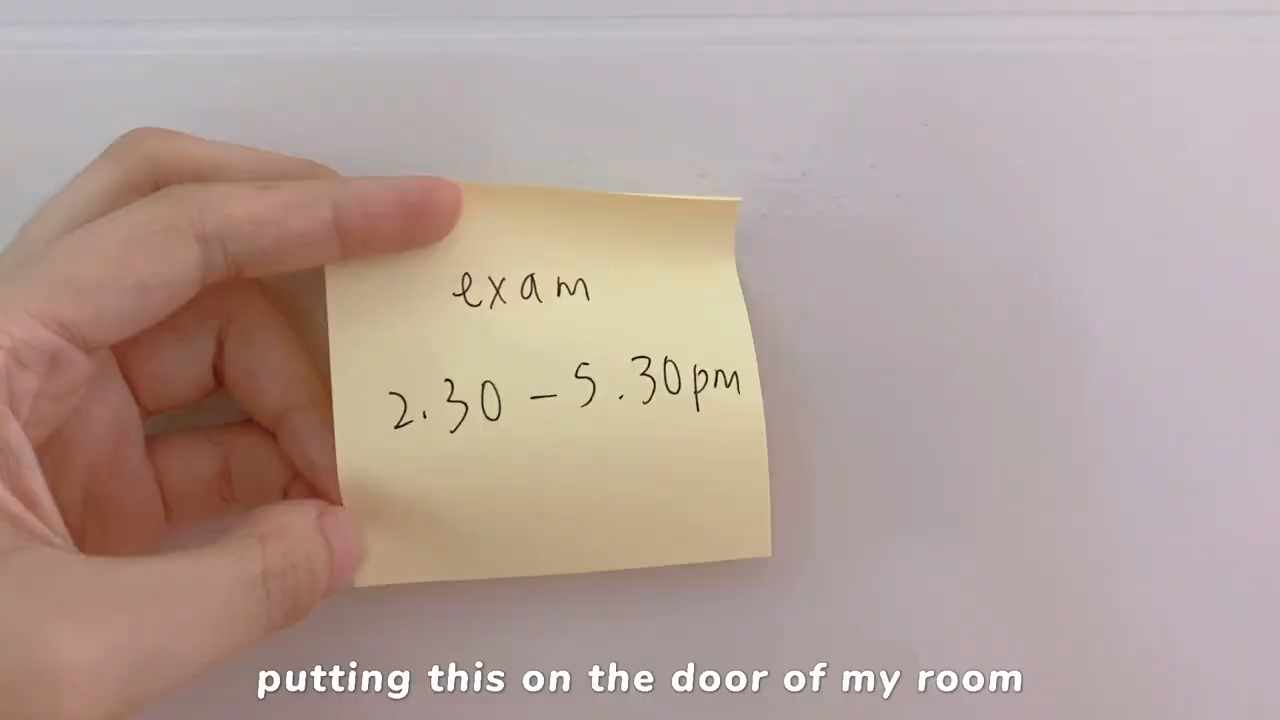 exam
2.30 - 5.30pm
putting this on the door of my room